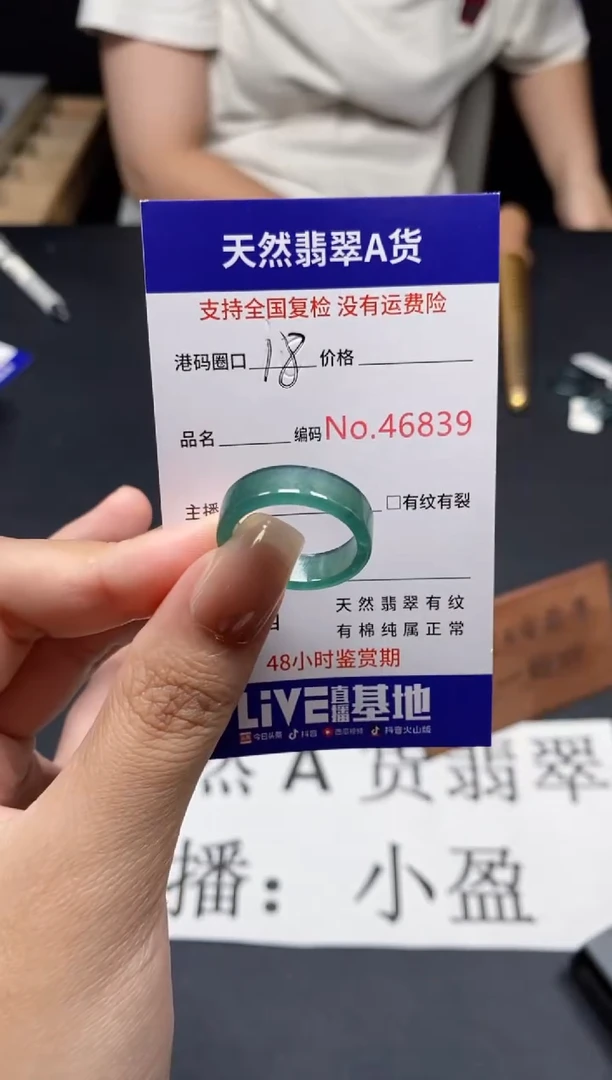 天然翡翠A货
支持全国复检 没有运费险
港码圈口 18 价格
品名 编码 No.46839
主播 □有纹有裂
天然翡翠有纹
有棉纯属正常
48小时鉴赏期
LiVE直播基地
今日头条 抖音 西瓜视频 抖音火山版
然A货翡翠
播：小盈